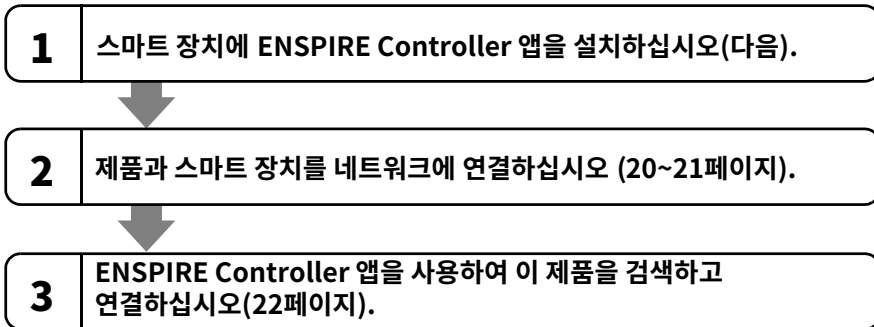 1
스마트 장치에 ENSPIRE Controller 앱을 설치하십시오(다음).
2
제품과 스마트 장치를 네트워크에 연결하십시오 (20~21페이지).
3
ENSPIRE Controller 앱을 사용하여 이 제품을 검색하고
연결하십시오(22페이지).